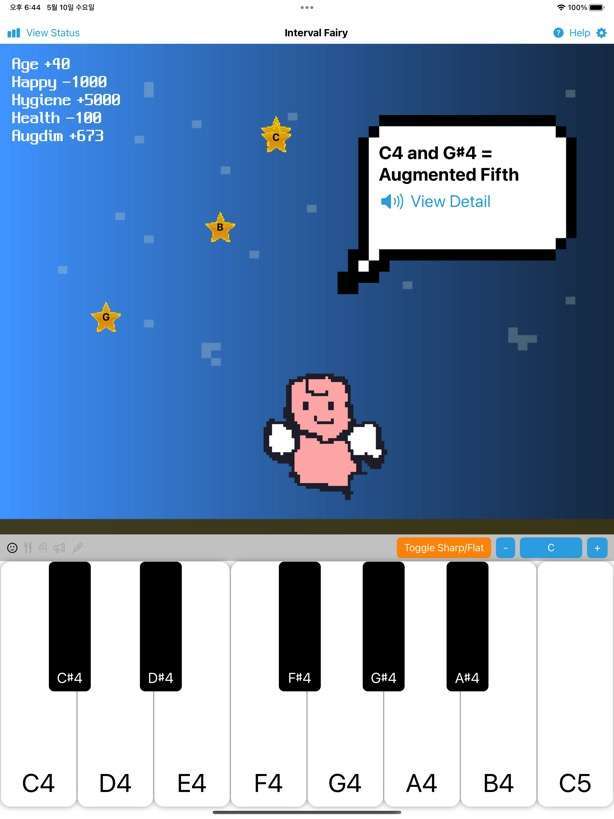 오후 6:44 5월 10일 수요일
100%
View Status
Interval Fairy
? Help
Age +40
Happy -1000
Hygiene +5000
Health -100
Augdim +673
C
B
G
C4 and G#4 =
Augmented Fifth
View Detail
Toggle Sharp/Flat
- C +
C#4 D#4 F#4 G#4 A#4
C4 D4 E4 F4 G4 A4 B4 C5